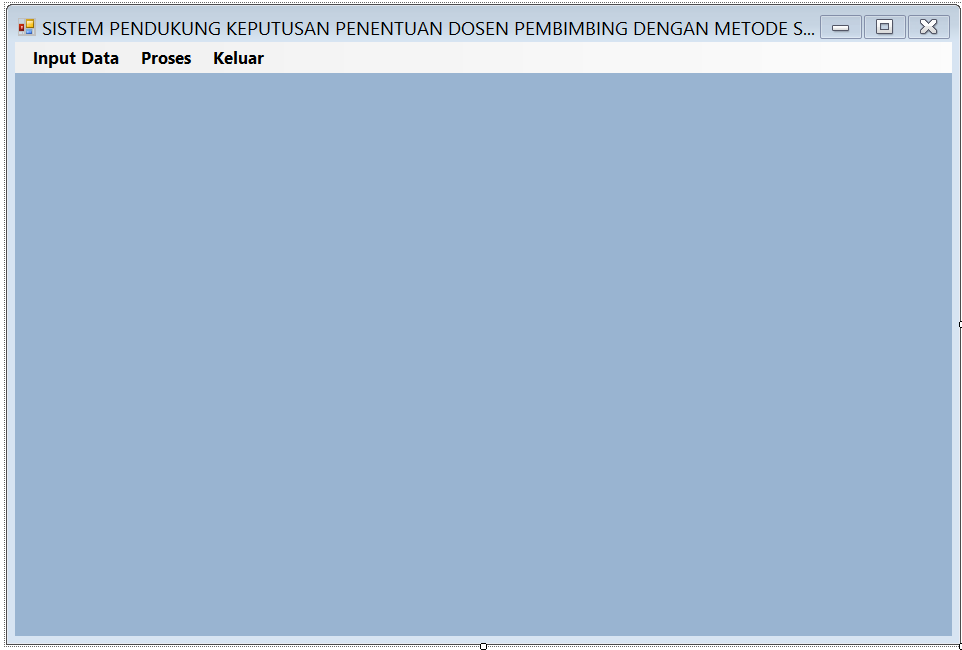 SISTEM PENDUKUNG KEPUTUSAN PENENTUAN DOSEN PEMBIMBING DENGAN METODE S...
Input Data Proses Keluar